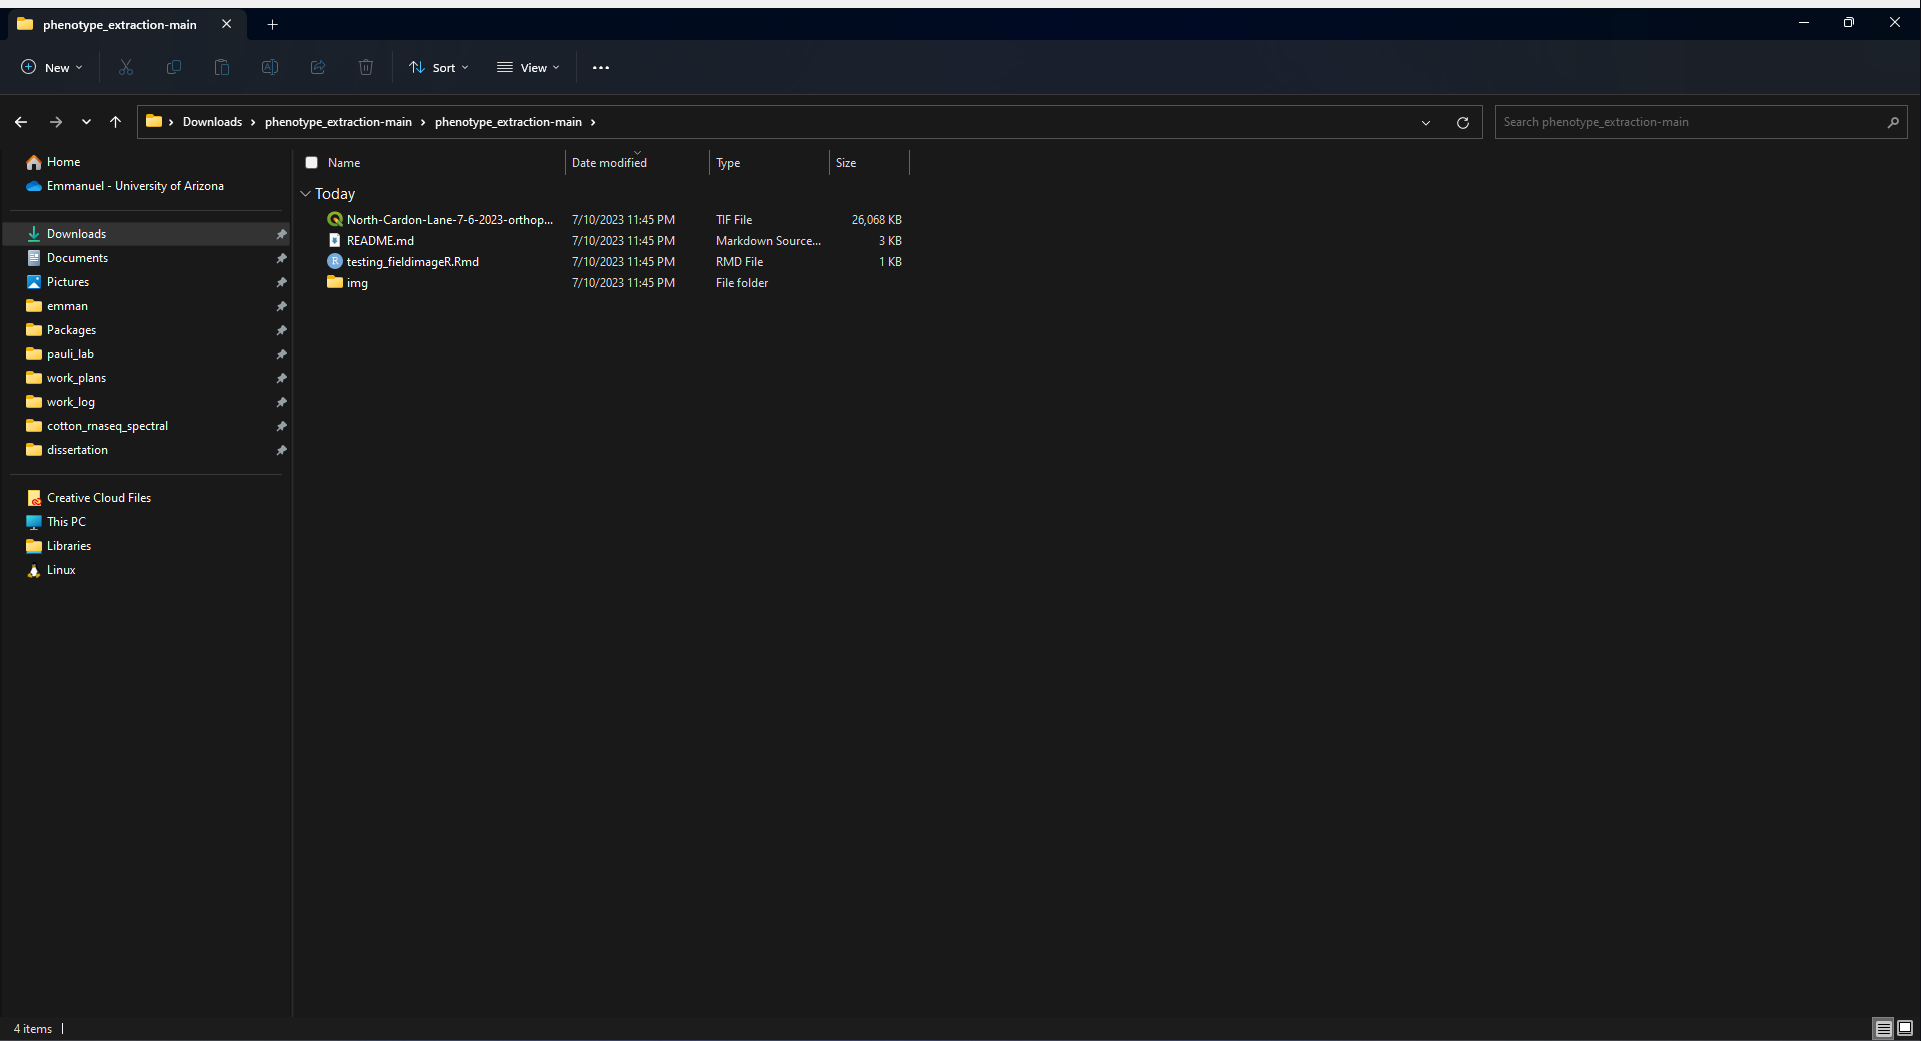 phenotype_extraction-main
New
Sort
View
Downloads
phenotype_extraction-main
phenotype_extraction-main
Search phenotype_extraction-main
Home
Emmanuel - University of Arizona
Downloads
Documents
Pictures
emman
Packages
pauli_lab
work_plans
work_log
cotton_rnaseq_spectral
dissertation
Creative Cloud Files
This PC
Libraries
Linux
Name Date modified Type Size
Today
North-Cardon-Lane-7-6-2023-orthop... 7/10/2023 11:45 PM TIF File 26,068 KB
README.md 7/10/2023 11:45 PM Markdown Source... 3 KB
testing_fieldimageR.Rmd 7/10/2023 11:45 PM RMD File 1 KB
img 7/10/2023 11:45 PM File folder
4 items